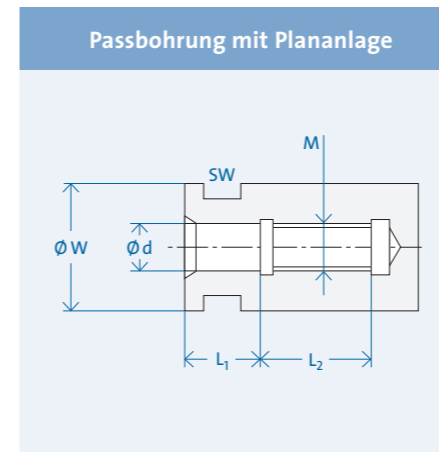 Passbohrung mit Plananlage
M
SW
Ø W
Ø d
L₁
L₂